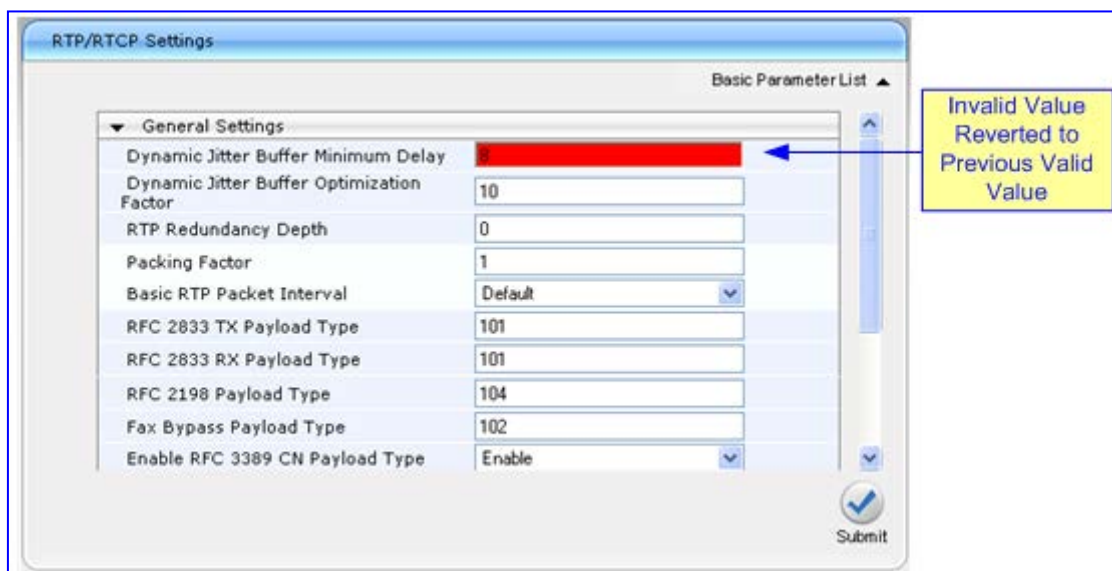 RTP/RTCP Settings
Basic Parameter List
General Settings
Dynamic Jitter Buffer Minimum Delay
8
Dynamic Jitter Buffer Optimization
Factor
10
RTP Redundancy Depth
0
Packing Factor
1
Basic RTP Packet Interval
Default
RFC 2833 TX Payload Type
101
RFC 2833 RX Payload Type
101
RFC 2198 Payload Type
104
Fax Bypass Payload Type
102
Enable RFC 3389 CN Payload Type
Enable
Submit
Invalid Value
Reverted to
Previous Valid
Value